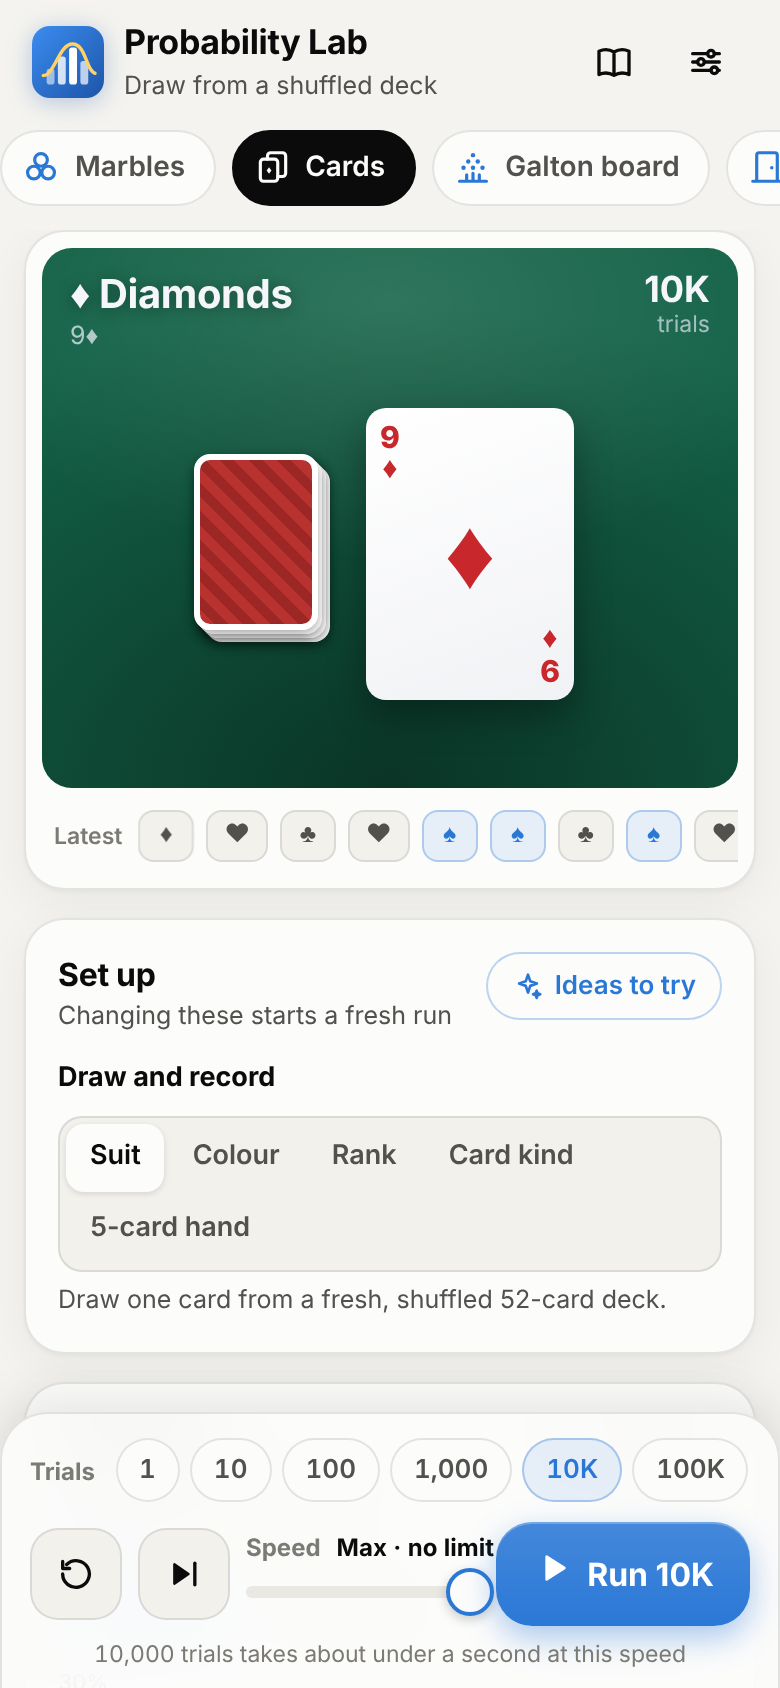 Probability Lab
Draw from a shuffled deck
Marbles
Cards
Galton board
♦ Diamonds
9♦
10K
trials
9
♦
♦
9
Latest ♦ ♥ ♣ ♥ ♠ ♠ ♣ ♠ ♥
Set up
Changing these starts a fresh run
Ideas to try
Draw and record
Suit Colour Rank Card kind
5-card hand
Draw one card from a fresh, shuffled 52-card deck.
Trials 1 10 100 1,000 10K 100K
Speed Max · no limit
Run 10K
10,000 trials takes about under a second at this speed
30%